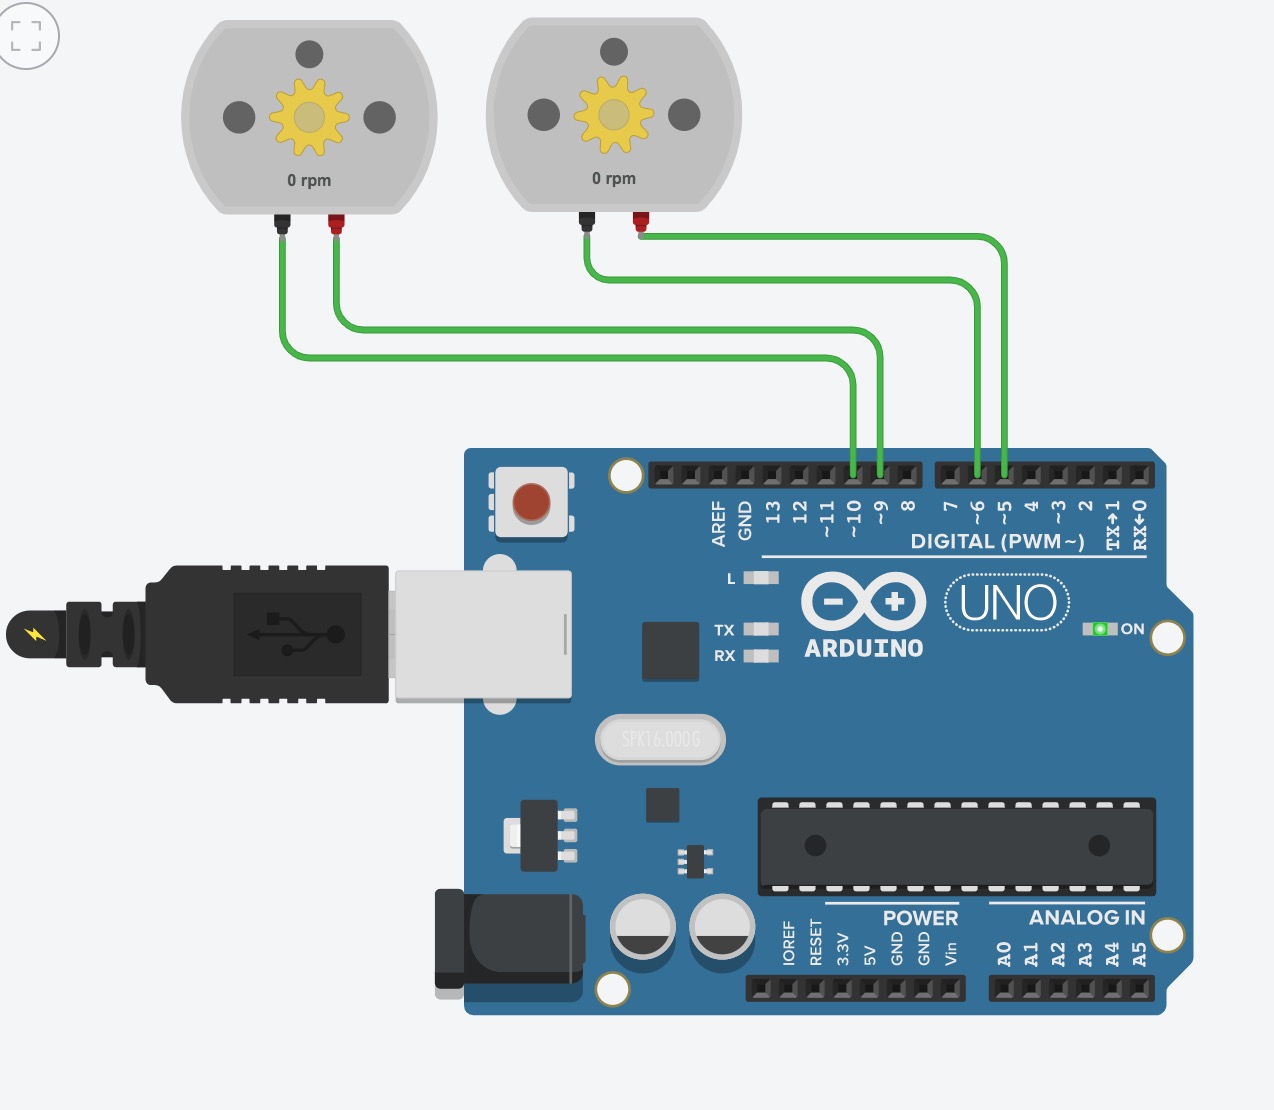 0 rpm
0 rpm
AREF
GND
13
12
~11
~10
~9
8
7
~6
~5
4
~3
2
TX→1
RX←0
DIGITAL (PWM~)
L
TX
RX
ARDUINO
UNO
ON
SPK16.000G
POWER
ANALOG IN
IOREF
RESET
3.3V
5V
GND
GND
Vin
A0
A1
A2
A3
A4
A5